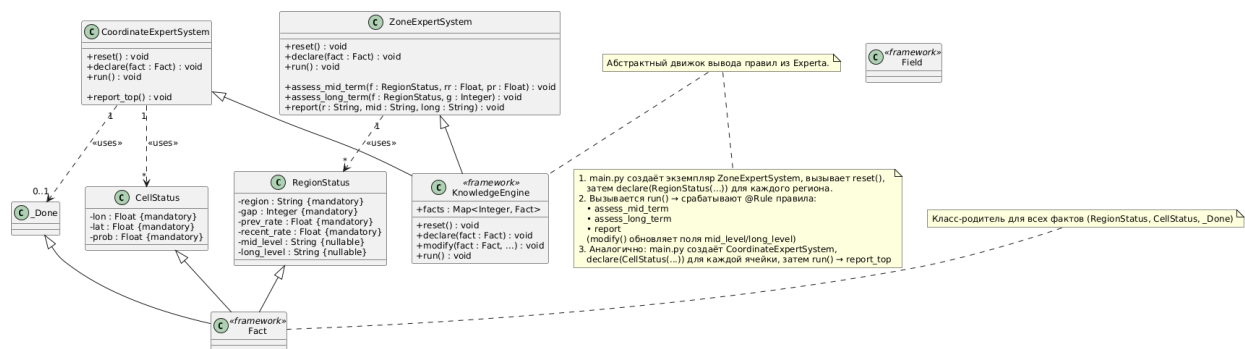 C CoordinateExpertSystem
+reset() : void
+declare(fact : Fact) : void
+run() : void
+report_top() : void
C ZoneExpertSystem
+reset() : void
+declare(fact : Fact) : void
+run() : void
+assess_mid_term(f : RegionStatus, rr : Float, pr : Float) : void
+assess_long_term(f : RegionStatus, g : Integer) : void
+report(r : String, mid : String, long : String) : void
Абстрактный движок вывода правил из Experta.
C «framework»
Field
1
1
«uses»
«uses»
0..1
*
1
«uses»
*
C _Done
C CellStatus
-lon : Float {mandatory}
-lat : Float {mandatory}
-prob : Float {mandatory}
C RegionStatus
-region : String {mandatory}
-gap : Integer {mandatory}
-prev_rate : Float {mandatory}
-recent_rate : Float {mandatory}
-mid_level : String {nullable}
-long_level : String {nullable}
C «framework»
KnowledgeEngine
+facts : Map<Integer, Fact>
+reset() : void
+declare(fact : Fact) : void
+modify(fact : Fact, ...) : void
+run() : void
1. main.py создаёт экземпляр ZoneExpertSystem, вызывает reset(),
затем declare(RegionStatus(...)) для каждого региона.
2. Вызывается run() → срабатывают @Rule правила:
• assess_mid_term
• assess_long_term
• report
(modify() обновляет поля mid_level/long_level)
3. Аналогично: main.py создаёт CoordinateExpertSystem,
declare(CellStatus(...)) для каждой ячейки, затем run() → report_top
Класс-родитель для всех фактов (RegionStatus, CellStatus, _Done)
C «framework»
Fact